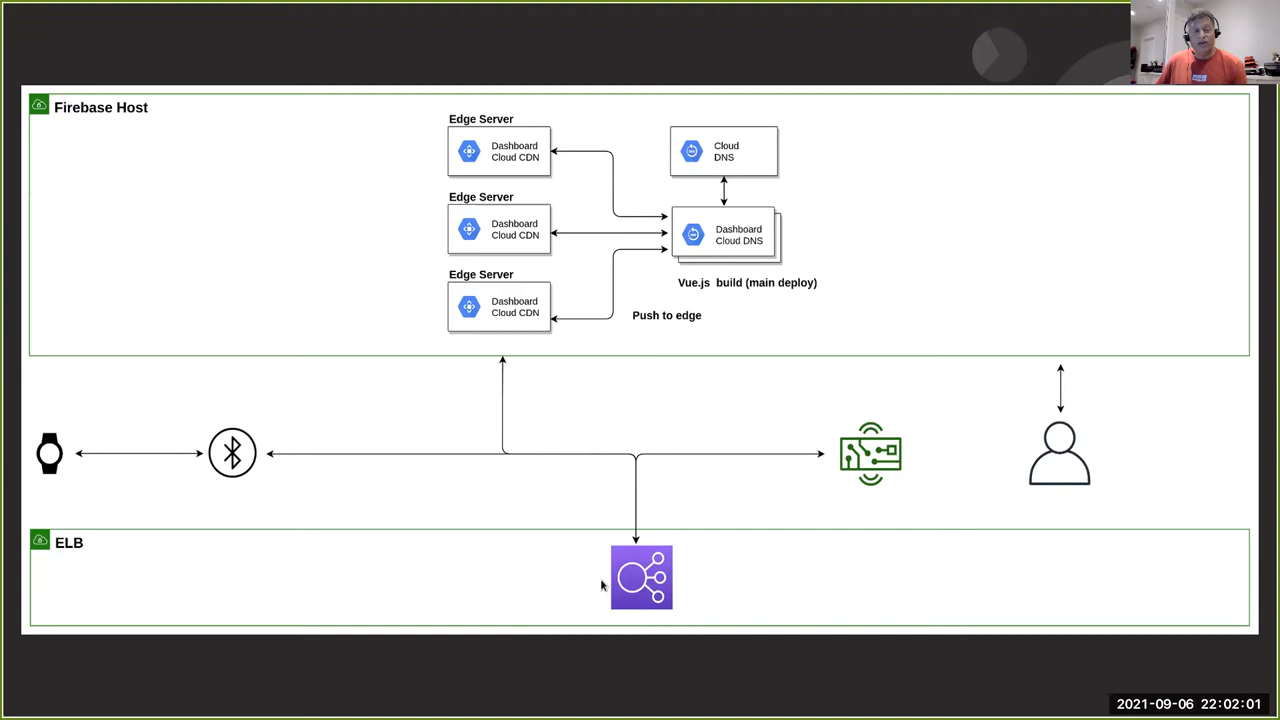 Firebase Host
Edge Server
Dashboard
Cloud CDN
Cloud
DNS
Edge Server
Dashboard
Cloud CDN
Dashboard
Cloud DNS
Edge Server
Dashboard
Cloud CDN
Vue.js build (main deploy)
Push to edge
ELB
2021-09-06 22:02:01